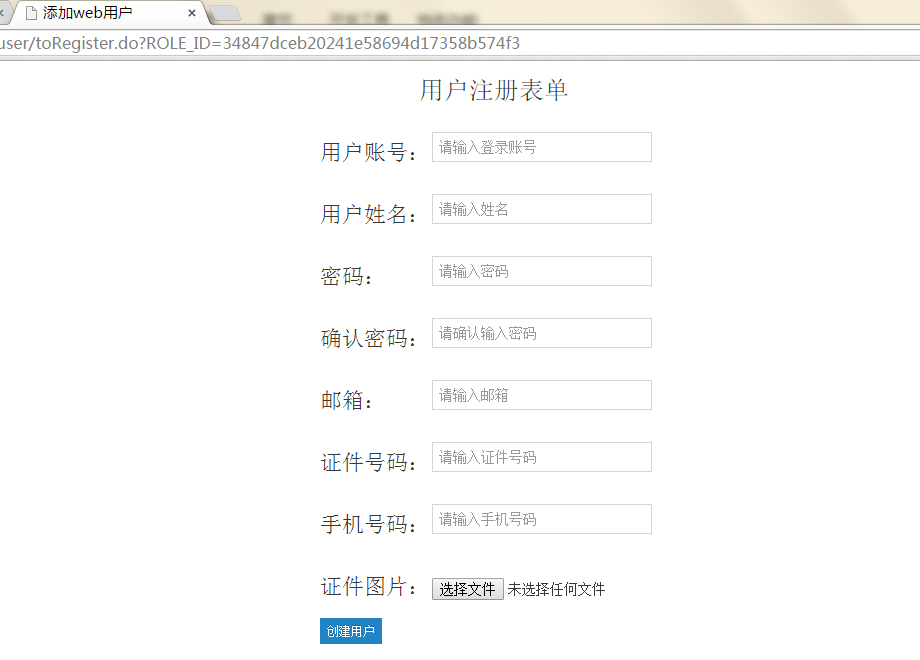 添加web用户
user/toRegister.do?ROLE_ID=34847dceb20241e58694d17358b574f3
用户注册表单
用户账号： 请输入登录账号
用户姓名： 请输入姓名
密码： 请输入密码
确认密码： 请确认输入密码
邮箱： 请输入邮箱
证件号码： 请输入证件号码
手机号码： 请输入手机号码
证件图片： 选择文件 未选择任何文件
创建用户